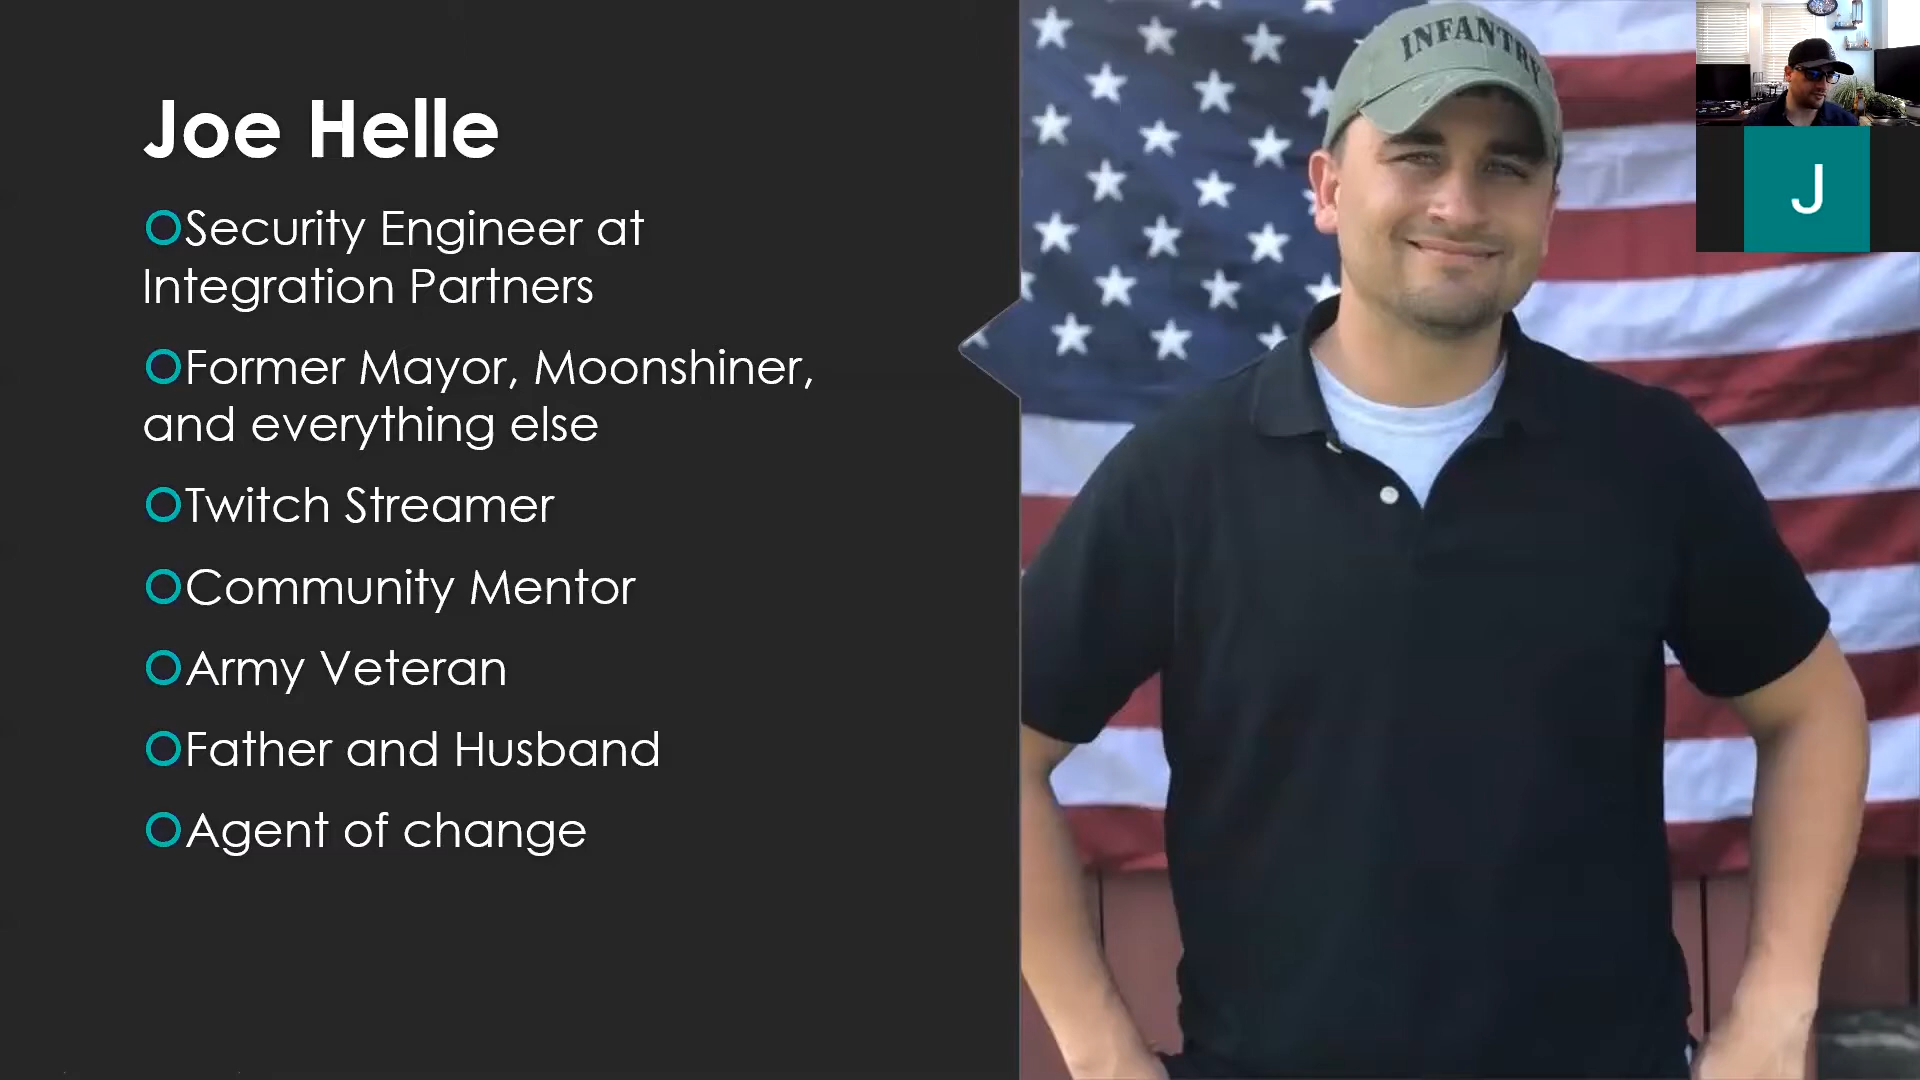 Joe Helle
Security Engineer at
Integration Partners
Former Mayor, Moonshiner,
and everything else
Twitch Streamer
Community Mentor
Army Veteran
Father and Husband
Agent of change
INFANTRY
J